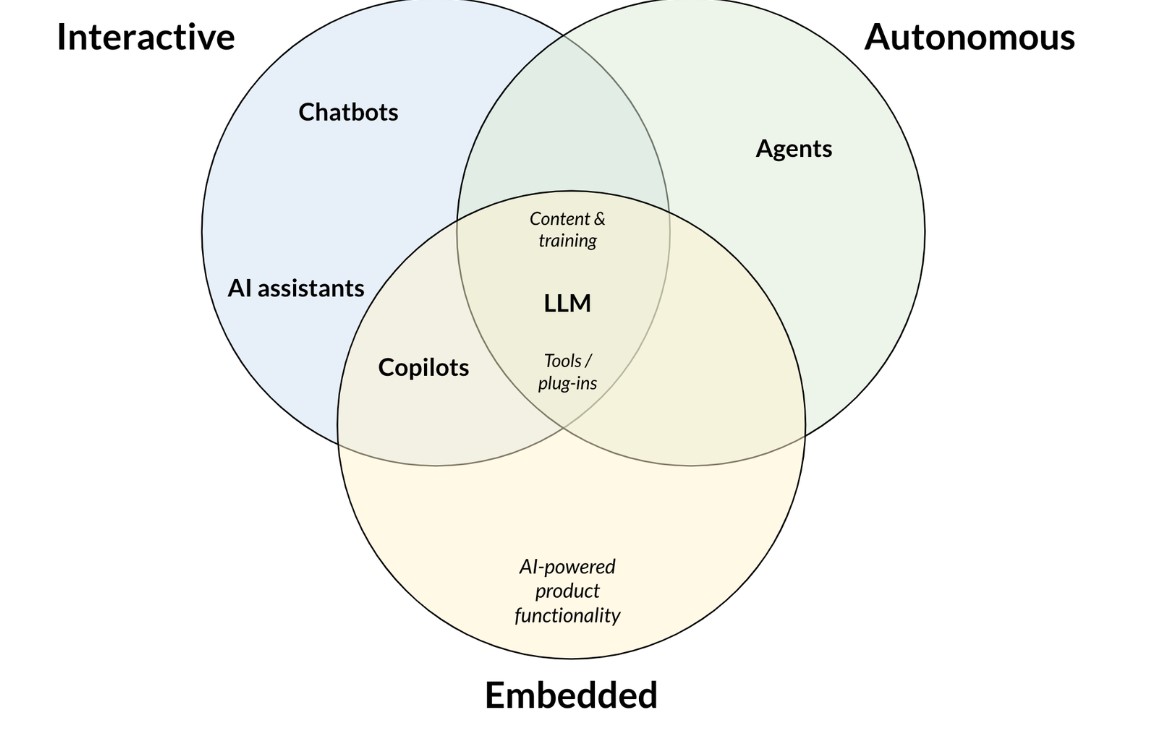 Interactive
Autonomous
Chatbots
Agents
Content &
training
AI assistants
LLM
Copilots
Tools /
plug-ins
AI-powered
product
functionality
Embedded